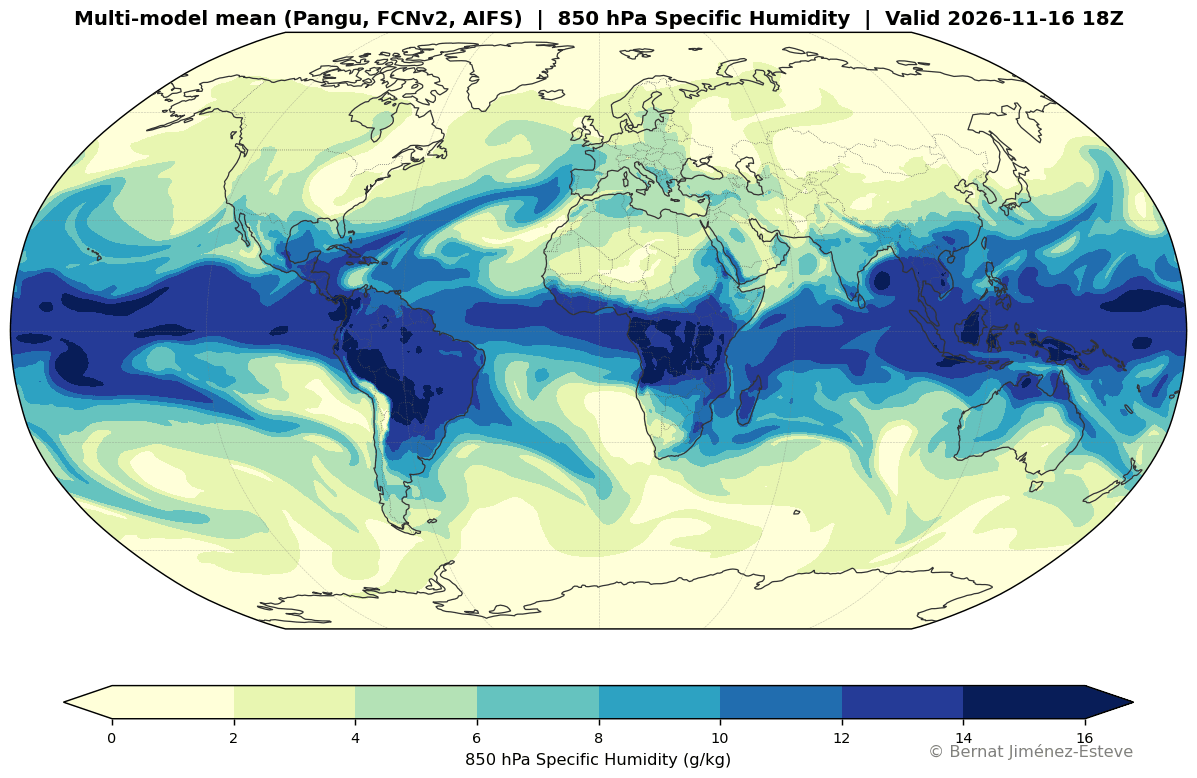 Multi-model mean (Pangu, FCNv2, AIFS) | 850 hPa Specific Humidity | Valid 2026-11-16 18Z
0 2 4 6 8 10 12 14 16
850 hPa Specific Humidity (g/kg)
© Bernat Jiménez-Esteve